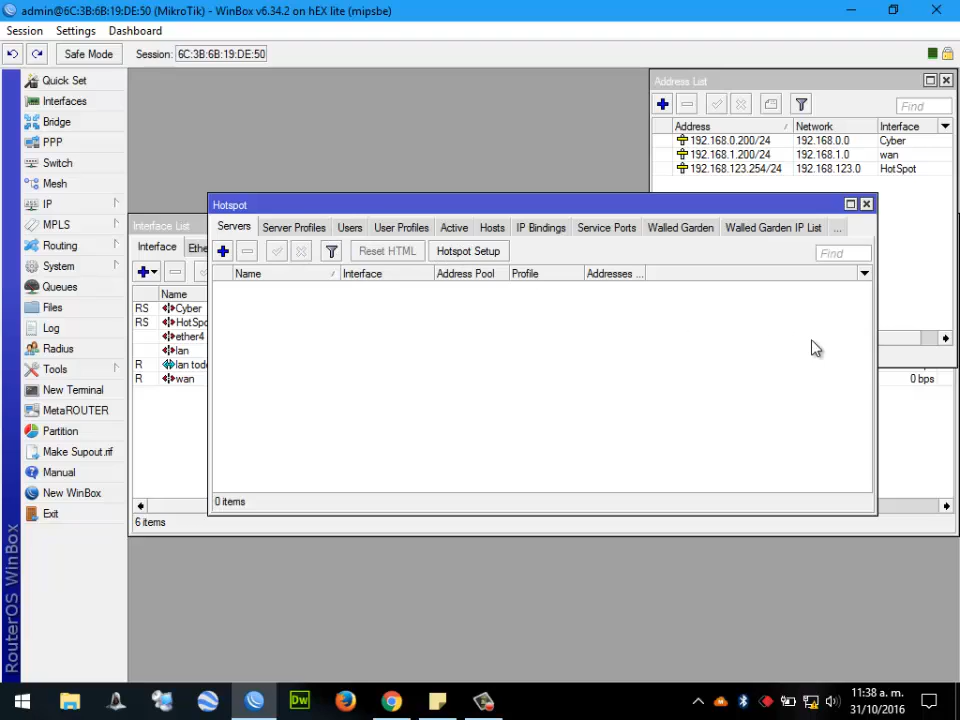 admin@6C:3B:6B:19:DE:50 (MikroTik) - WinBox v6.34.2 on hEX lite (mipsbe)
Session Settings Dashboard
Safe Mode Session: 6C:3B:6B:19:DE:50
Quick Set
Interfaces
Bridge
PPP
Switch
Mesh
IP
MPLS
Routing
System
Queues
Files
Log
Radius
Tools
New Terminal
MetaROUTER
Partition
Make Supout.rif
Manual
New WinBox
Exit
RouterOS WinBox
Address List
Find
Address Network Interface
192.168.0.200/24 192.168.0.0 Cyber
192.168.1.200/24 192.168.1.0 wan
192.168.123.254/24 192.168.123.0 HotSpot
Interface List
Interface Ethe
Name
RS Cyber
RS HotSpo
ether4
lan
R lan todo
R wan
0 bps
6 items
Hotspot
Servers Server Profiles Users User Profiles Active Hosts IP Bindings Service Ports Walled Garden Walled Garden IP List ...
Reset HTML Hotspot Setup Find
Name Interface Address Pool Profile Addresses ...
0 items
Dw
11:38 a. m.
31/10/2016